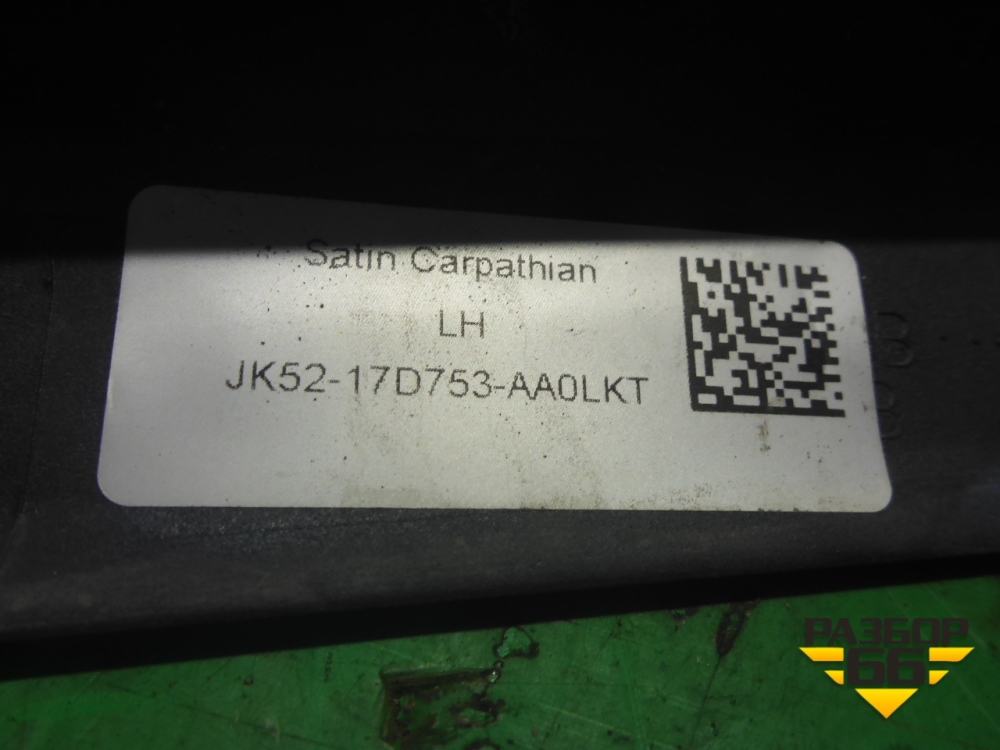 Satin Carpathian
LH
JK52-17D753-AA0LKT
РАЗБОР
66